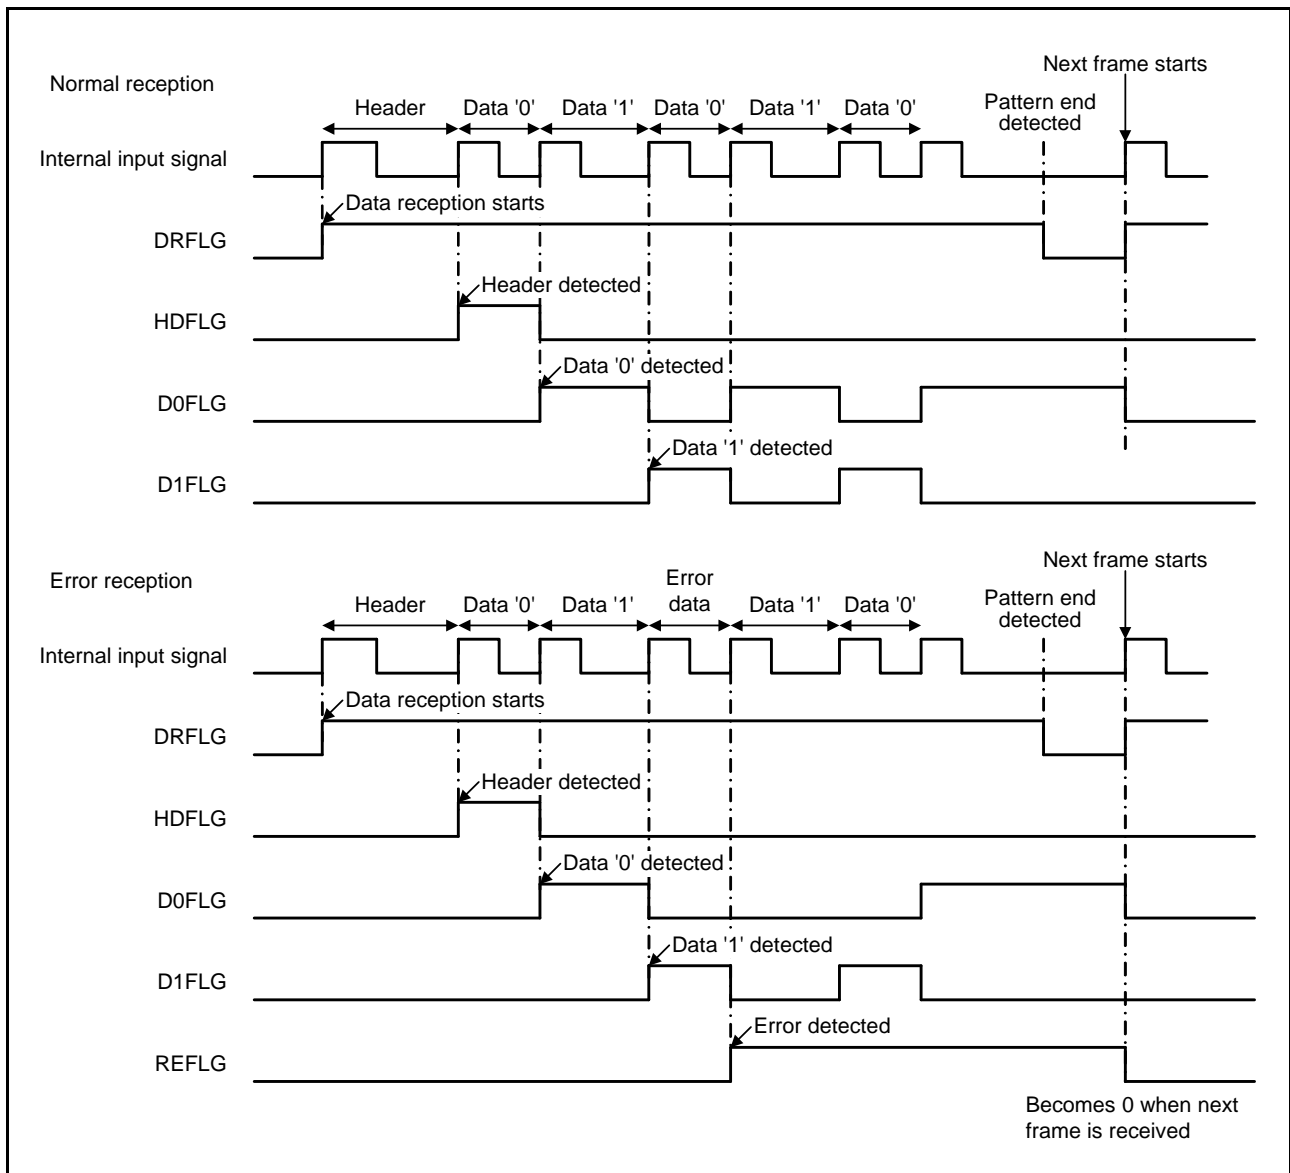 Next frame starts
Normal reception
Header
Data '0'
Data '1'
Data '0'
Data '1'
Data '0'
Pattern end
detected
Internal input signal
Data reception starts
DRFLG
Header detected
HDFLG
Data '0' detected
D0FLG
Data '1' detected
D1FLG
Next frame starts
Error reception
Header
Data '0'
Data '1'
Error
data
Data '1'
Data '0'
Pattern end
detected
Internal input signal
Data reception starts
DRFLG
Header detected
HDFLG
Data '0' detected
D0FLG
Data '1' detected
D1FLG
Error detected
REFLG
Becomes 0 when next
frame is received